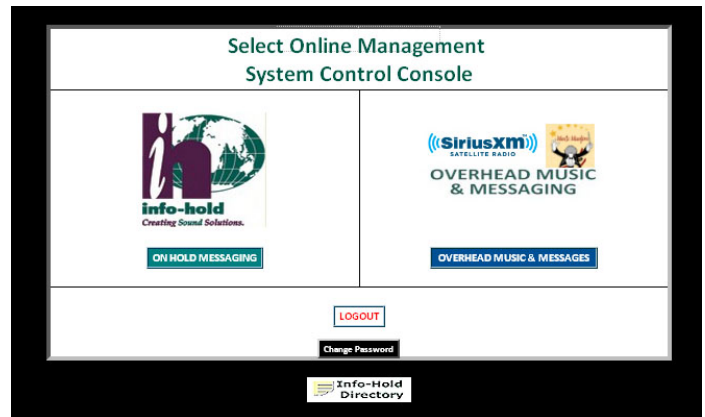 Select Online Management
System Control Console
info-hold
Creating Sound Solutions.
ON HOLD MESSAGING
((SiriusXM))
SATELLITE RADIO
OVERHEAD MUSIC
& MESSAGING
OVERHEAD MUSIC & MESSAGES
LOGOUT
Change Password
Info-Hold
Directory